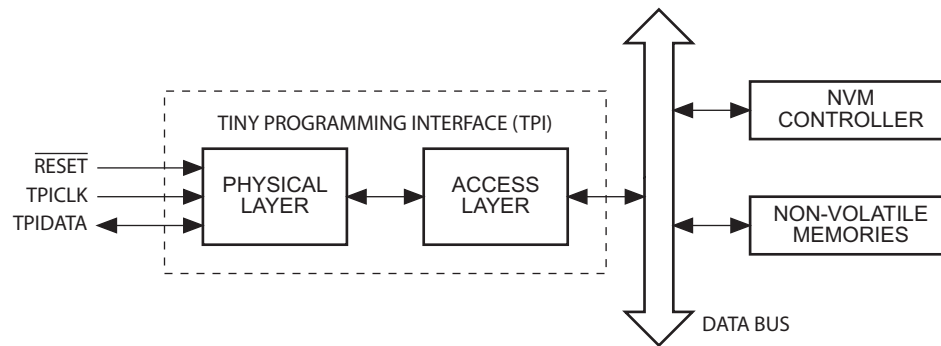 TINY PROGRAMMING INTERFACE (TPI)
RESET
TPICLK
TPIDATA
PHYSICAL
LAYER
ACCESS
LAYER
NVM
CONTROLLER
NON-VOLATILE
MEMORIES
DATA BUS